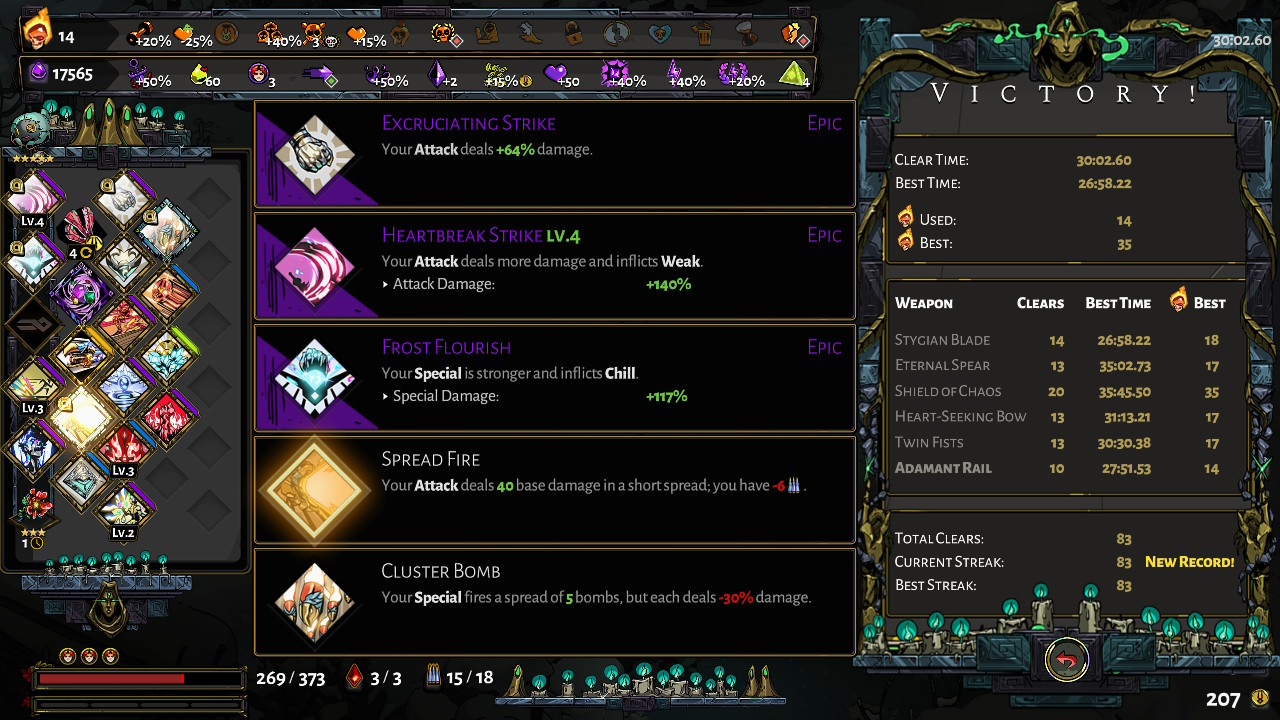 14
+20%
-25%
+40%
3
+15%
17565
+50%
60
3
+50%
+2
+15%
+50
+40%
+40%
+20%
4
30:02.60
VICTORY!
CLEAR TIME: 30:02.60
BEST TIME: 26:58.22
USED: 14
BEST: 35
WEAPON CLEARS BEST TIME BEST
STYGIAN BLADE 14 26:58.22 18
ETERNAL SPEAR 13 35:02.73 17
SHIELD OF CHAOS 20 35:45.50 35
HEART-SEEKING BOW 13 31:13.21 17
TWIN FISTS 13 30:30.38 17
ADAMANT RAIL 10 27:51.53 14
TOTAL CLEARS: 83
CURRENT STREAK: 83 NEW RECORD!
BEST STREAK: 83
EXCRUCIATING STRIKE EPIC
Your Attack deals +64% damage.
HEARTBREAK STRIKE LV.4 EPIC
Your Attack deals more damage and inflicts Weak.
‣ Attack Damage: +140%
FROST FLOURISH EPIC
Your Special is stronger and inflicts Chill.
‣ Special Damage: +117%
SPREAD FIRE
Your Attack deals 40 base damage in a short spread; you have -6 .
CLUSTER BOMB
Your Special fires a spread of 5 bombs, but each deals -30% damage.
Lv.4
4
Lv.3
Lv.3
Lv.2
1
269/373
3/3
15/18
207